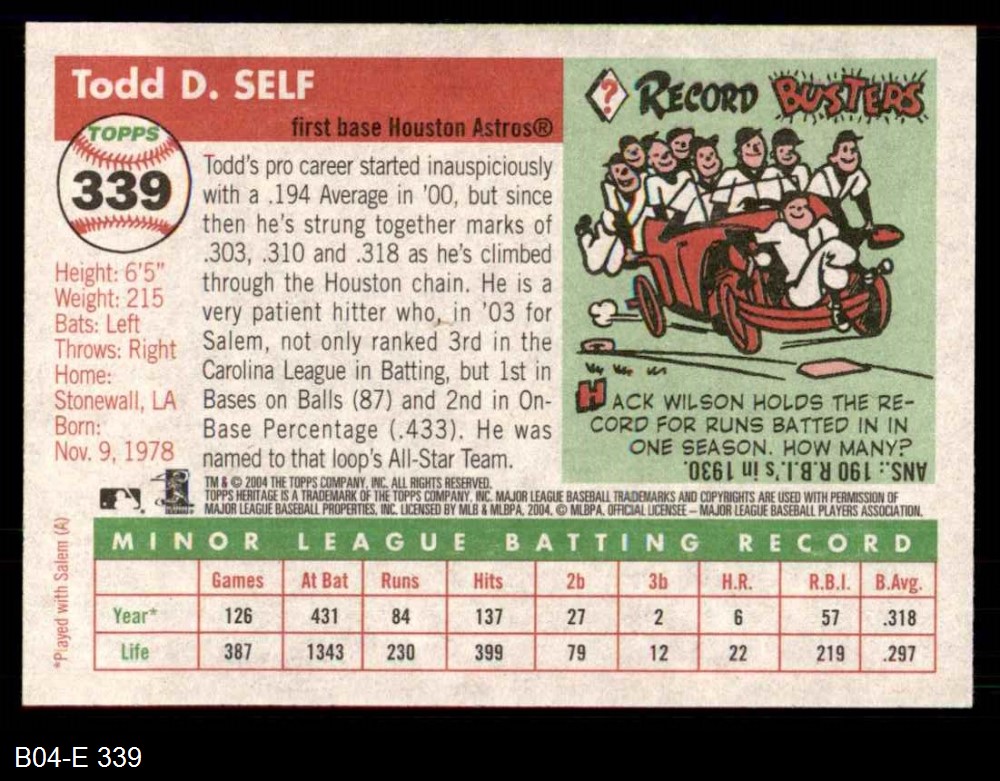 Todd D. SELF
first base Houston Astros®
TOPPS
339
Height: 6'5"
Weight: 215
Bats: Left
Throws: Right
Home:
Stonewall, LA
Born:
Nov. 9, 1978
Todd's pro career started inauspiciously
with a .194 Average in '00, but since
then he's strung together marks of
.303, .310 and .318 as he's climbed
through the Houston chain. He is a
very patient hitter who, in '03 for
Salem, not only ranked 3rd in the
Carolina League in Batting, but 1st in
Bases on Balls (87) and 2nd in On-
Base Percentage (.433). He was
named to that loop's All-Star Team.
? RECORD BUSTERS
HACK WILSON HOLDS THE RE-
CORD FOR RUNS BATTED IN IN
ONE SEASON. HOW MANY?
ANS.: 190 R.B.I.'s in 1930.
TM & © 2004 THE TOPPS COMPANY, INC. ALL RIGHTS RESERVED.
TOPPS HERITAGE IS A TRADEMARK OF THE TOPPS COMPANY, INC. MAJOR LEAGUE BASEBALL TRADEMARKS AND COPYRIGHTS ARE USED WITH PERMISSION OF
MAJOR LEAGUE BASEBALL PROPERTIES, INC. LICENSED BY MLB & MLBPA, 2004. © MLBPA. OFFICIAL LICENSEE – MAJOR LEAGUE BASEBALL PLAYERS ASSOCIATION.
MINOR LEAGUE BATTING RECORD
Games At Bat Runs Hits 2b 3b H.R. R.B.I. B.Avg.
Year* 126 431 84 137 27 2 6 57 .318
Life 387 1343 230 399 79 12 22 219 .297
*Played with Salem (A)
B04-E 339